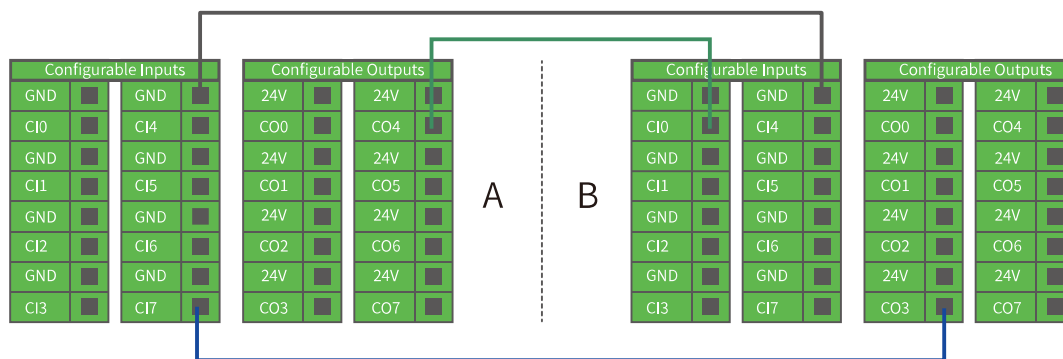 Configurable Inputs Configurable Outputs Configurable Inputs Configurable Outputs
GND GND 24V 24V GND GND 24V 24V
CI0 CI4 CO0 CO4 CI0 CI4 CO0 CO4
GND GND 24V 24V GND GND 24V 24V
CI1 CI5 CO1 CO5 A B CI1 CI5 CO1 CO5
GND GND 24V 24V GND GND 24V 24V
CI2 CI6 CO2 CO6 CI2 CI6 CO2 CO6
GND GND 24V 24V GND GND 24V 24V
CI3 CI7 CO3 CO7 CI3 CI7 CO3 CO7